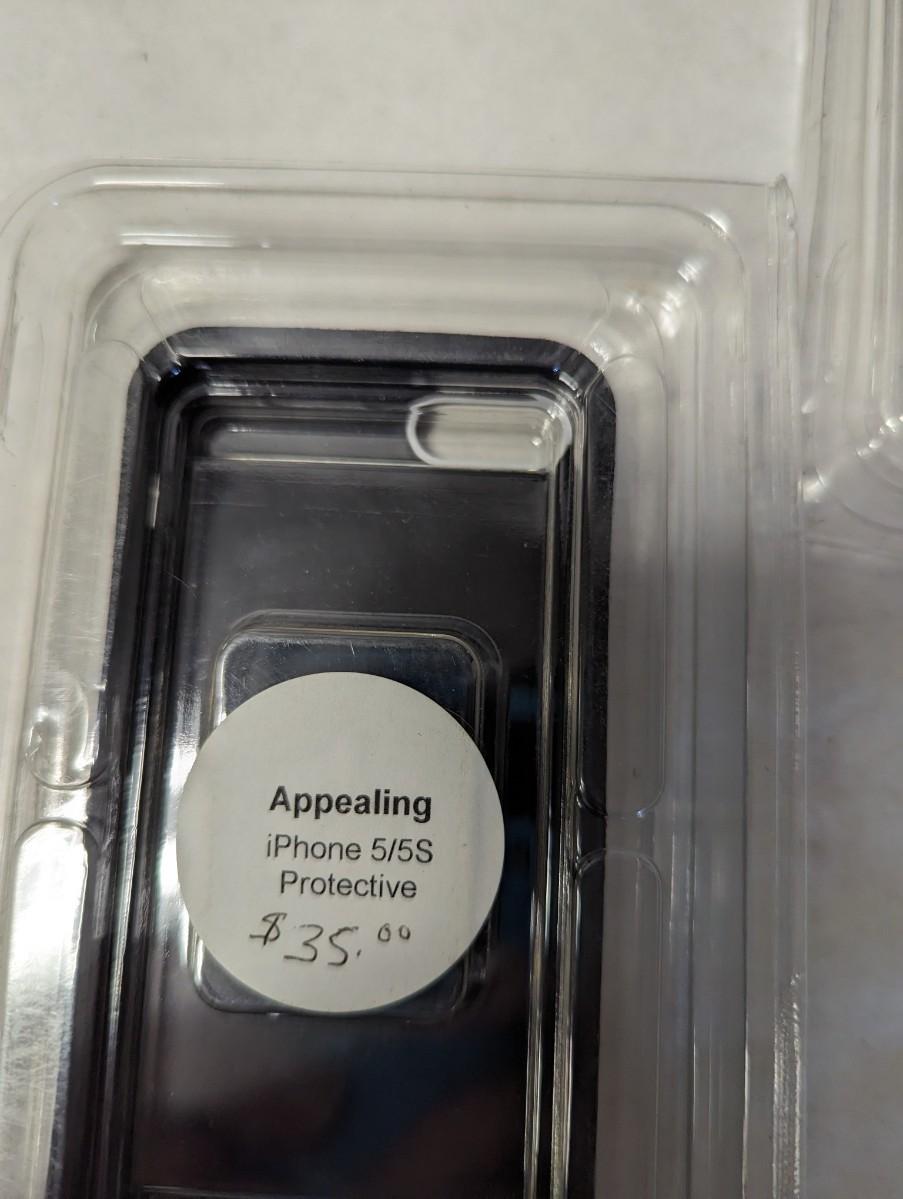 Appealing
iPhone 5/5S
Protective
$35.00